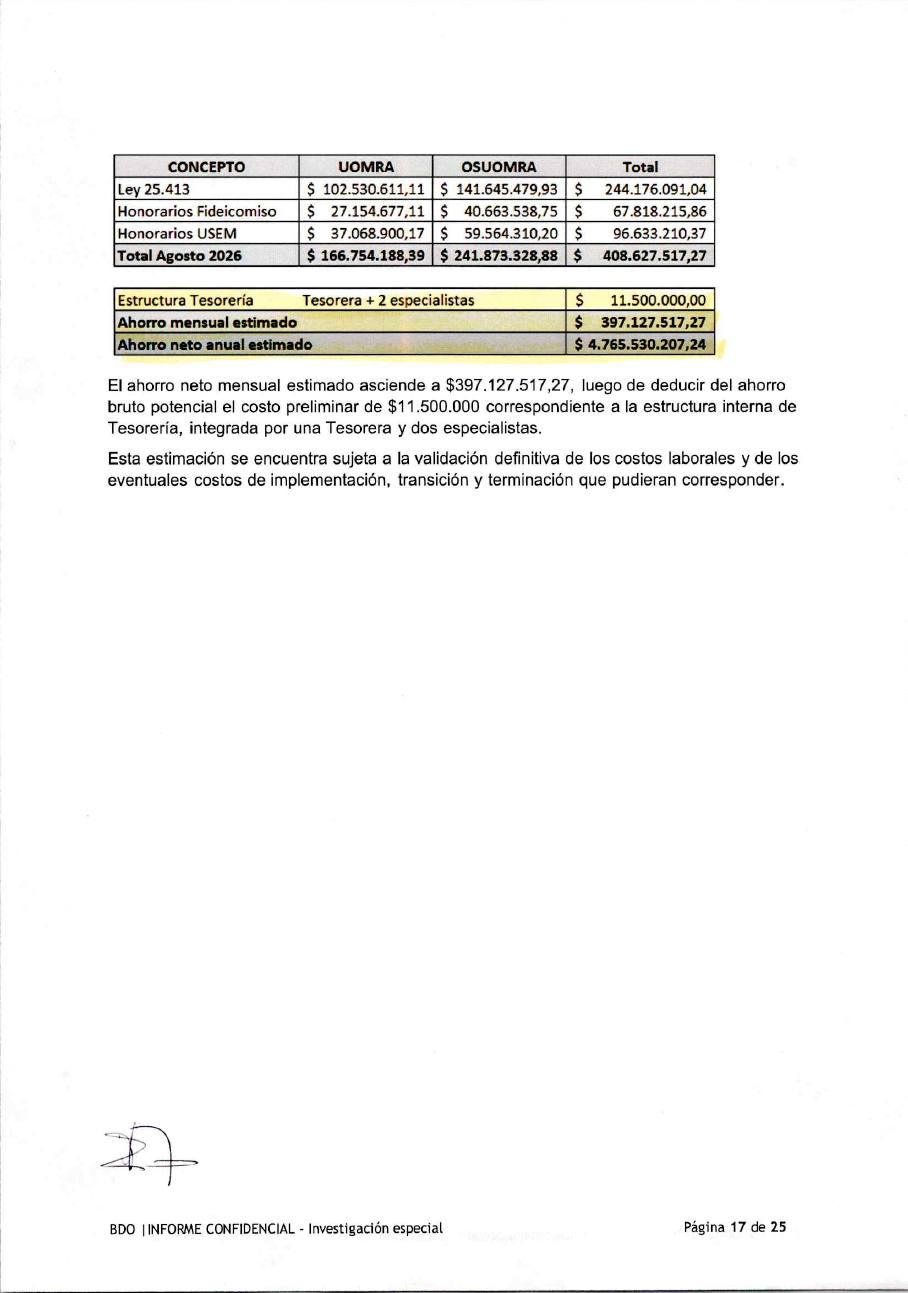 CONCEPTO UOMRA OSUOMRA Total
Ley 25.413 $ 102.530.611,11 $ 141.645.479,93 $ 244.176.091,04
Honorarios Fideicomiso $ 27.154.677,11 $ 40.663.538,75 $ 67.818.215,86
Honorarios USEM $ 37.068.900,17 $ 59.564.310,20 $ 96.633.210,37
Total Agosto 2026 $ 166.754.188,39 $ 241.873.328,88 $ 408.627.517,27
Estructura Tesorería Tesorera + 2 especialistas $ 11.500.000,00
Ahorro mensual estimado $ 397.127.517,27
Ahorro neto anual estimado $ 4.765.530.207,24
El ahorro neto mensual estimado asciende a $397.127.517,27, luego de deducir del ahorro
bruto potencial el costo preliminar de $11.500.000 correspondiente a la estructura interna de
Tesorería, integrada por una Tesorera y dos especialistas.
Esta estimación se encuentra sujeta a la validación definitiva de los costos laborales y de los
eventuales costos de implementación, transición y terminación que pudieran corresponder.
BDO | INFORME CONFIDENCIAL - Investigación especial Página 17 de 25